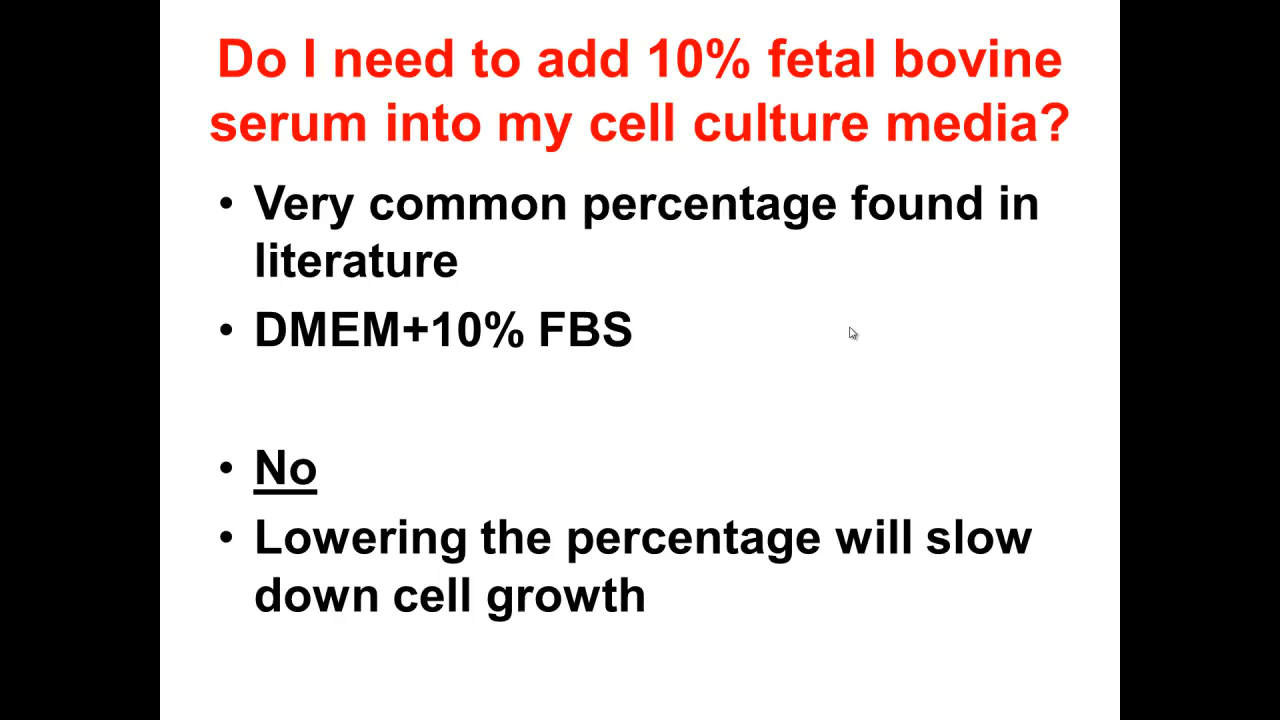 Do I need to add 10% fetal bovine
serum into my cell culture media?
• Very common percentage found in
literature
• DMEM+10% FBS
• No
• Lowering the percentage will slow
down cell growth